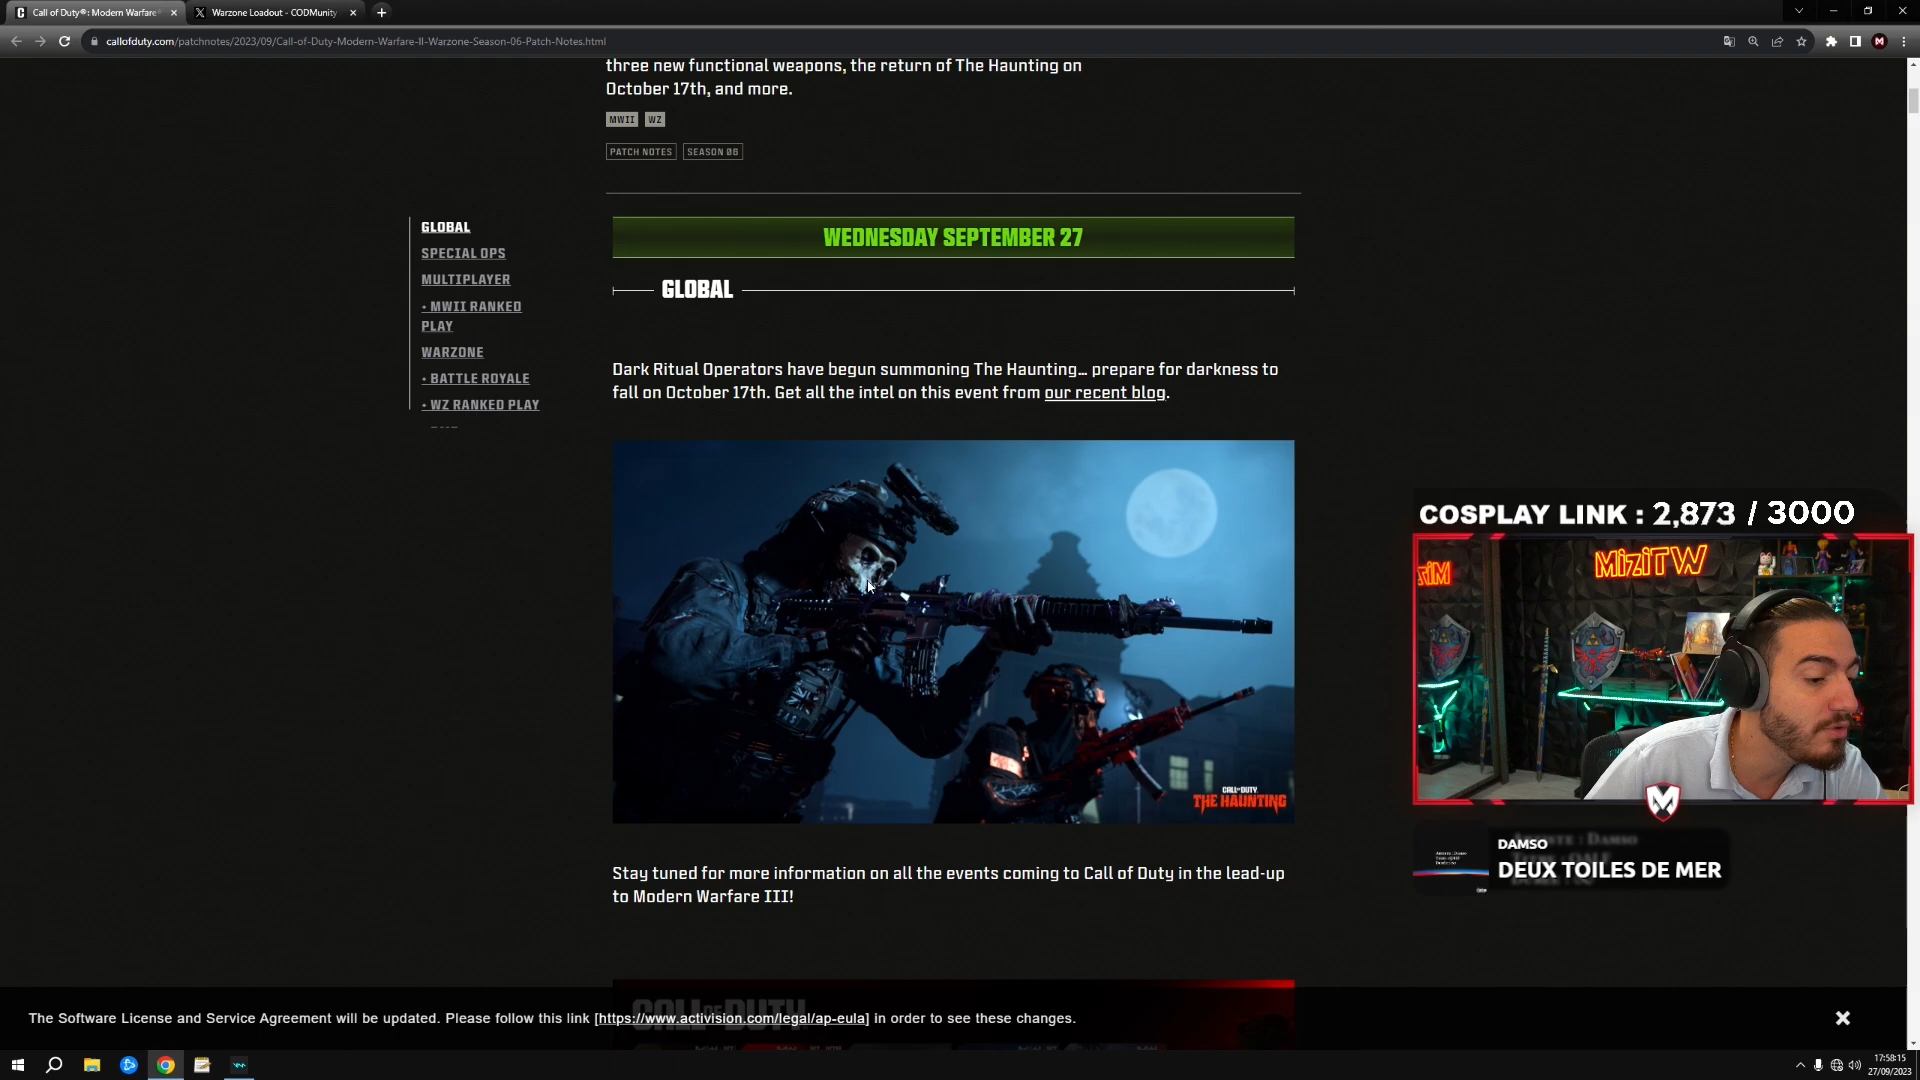 Call of Duty®: Modern Warfare
Warzone Loadout - CODMunity
callofduty.com/patchnotes/2023/09/Call-of-Duty-Modern-Warfare-II-Warzone-Season-06-Patch-Notes.html
three new functional weapons, the return of The Haunting on
October 17th, and more.
MWII WZ
PATCH NOTES SEASON 06
GLOBAL
SPECIAL OPS
MULTIPLAYER
• MWII RANKED
PLAY
WARZONE
• BATTLE ROYALE
• WZ RANKED PLAY
WEDNESDAY SEPTEMBER 27
GLOBAL
Dark Ritual Operators have begun summoning The Haunting... prepare for darkness to
fall on October 17th. Get all the intel on this event from our recent blog.
CALL OF DUTY
THE HAUNTING
Stay tuned for more information on all the events coming to Call of Duty in the lead-up
to Modern Warfare III!
CALL OF DUTY
COSPLAY LINK : 2,873 / 3000
MiziTW
DAMSO
DEUX TOILES DE MER
The Software License and Service Agreement will be updated. Please follow this link [https://www.activision.com/legal/ap-eula] in order to see these changes.
17:58:15
27/09/2023